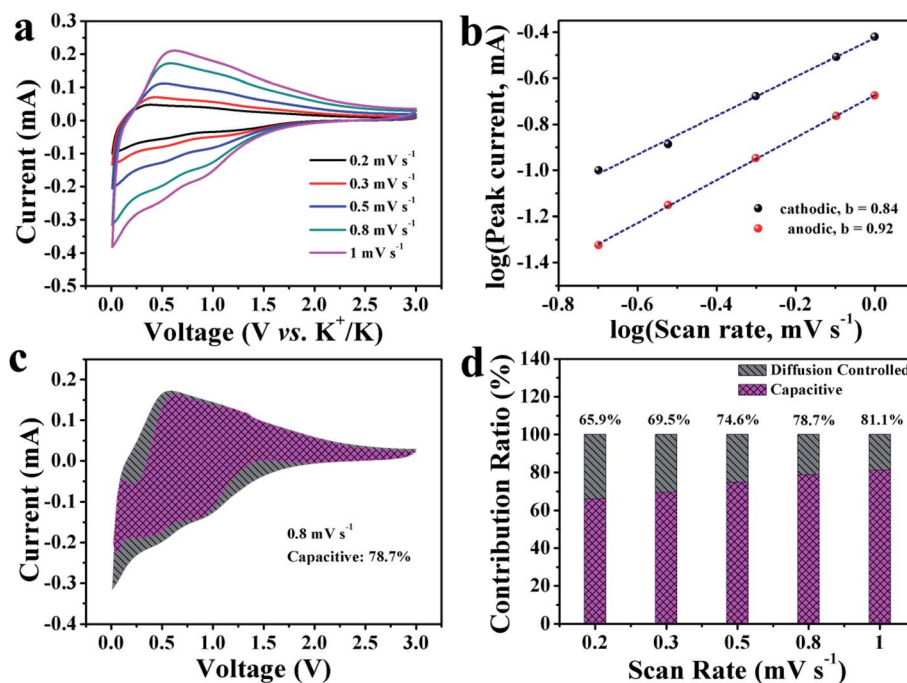 a
0.3
0.2
0.1
0.0
-0.1
-0.2
-0.3
-0.4
-0.5
Current (mA)
0.2 mV s⁻¹
0.3 mV s⁻¹
0.5 mV s⁻¹
0.8 mV s⁻¹
1 mV s⁻¹
0.0 0.5 1.0 1.5 2.0 2.5 3.0
Voltage (V vs. K⁺/K)
b
-0.4
-0.6
-0.8
-1.0
-1.2
-1.4
log(Peak current, mA)
cathodic, b = 0.84
anodic, b = 0.92
-0.8 -0.6 -0.4 -0.2 0.0
log(Scan rate, mV s⁻¹)
c
0.2
0.1
0.0
-0.1
-0.2
-0.3
-0.4
Current (mA)
0.8 mV s⁻¹
Capacitive: 78.7%
0.0 0.5 1.0 1.5 2.0 2.5 3.0
Voltage (V)
d
140
120
100
80
60
40
20
0
Contribution Ratio (%)
Diffusion Controlled
Capacitive
65.9% 69.5% 74.6% 78.7% 81.1%
0.2 0.3 0.5 0.8 1
Scan Rate (mV s⁻¹)